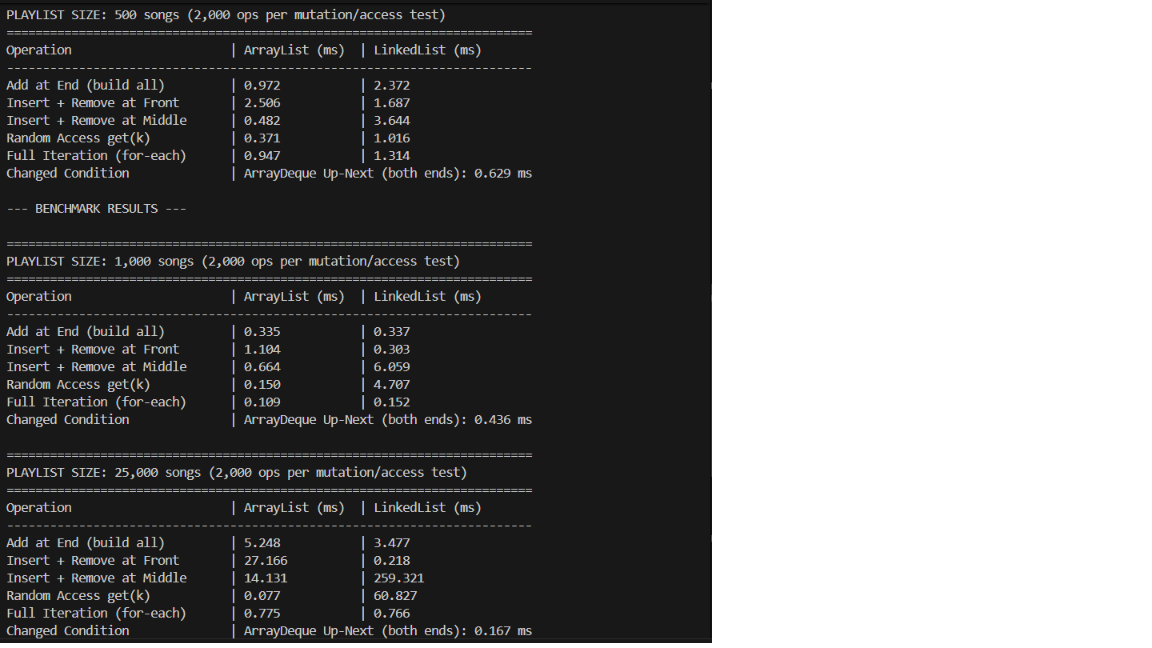 PLAYLIST SIZE: 500 songs (2,000 ops per mutation/access test)
=========================================================================
Operation                      | ArrayList (ms)  | LinkedList (ms)
-------------------------------------------------------------------------
Add at End (build all)         | 0.972           | 2.372
Insert + Remove at Front       | 2.506           | 1.687
Insert + Remove at Middle      | 0.482           | 3.644
Random Access get(k)           | 0.371           | 1.016
Full Iteration (for-each)      | 0.947           | 1.314
Changed Condition              | ArrayDeque Up-Next (both ends): 0.629 ms
--- BENCHMARK RESULTS ---
=========================================================================
PLAYLIST SIZE: 1,000 songs (2,000 ops per mutation/access test)
=========================================================================
Operation                      | ArrayList (ms)  | LinkedList (ms)
-------------------------------------------------------------------------
Add at End (build all)         | 0.335           | 0.337
Insert + Remove at Front       | 1.104           | 0.303
Insert + Remove at Middle      | 0.664           | 6.059
Random Access get(k)           | 0.150           | 4.707
Full Iteration (for-each)      | 0.109           | 0.152
Changed Condition              | ArrayDeque Up-Next (both ends): 0.436 ms
=========================================================================
PLAYLIST SIZE: 25,000 songs (2,000 ops per mutation/access test)
=========================================================================
Operation                      | ArrayList (ms)  | LinkedList (ms)
-------------------------------------------------------------------------
Add at End (build all)         | 5.248           | 3.477
Insert + Remove at Front       | 27.166          | 0.218
Insert + Remove at Middle      | 14.131          | 259.321
Random Access get(k)           | 0.077           | 60.827
Full Iteration (for-each)      | 0.775           | 0.766
Changed Condition              | ArrayDeque Up-Next (both ends): 0.167 ms